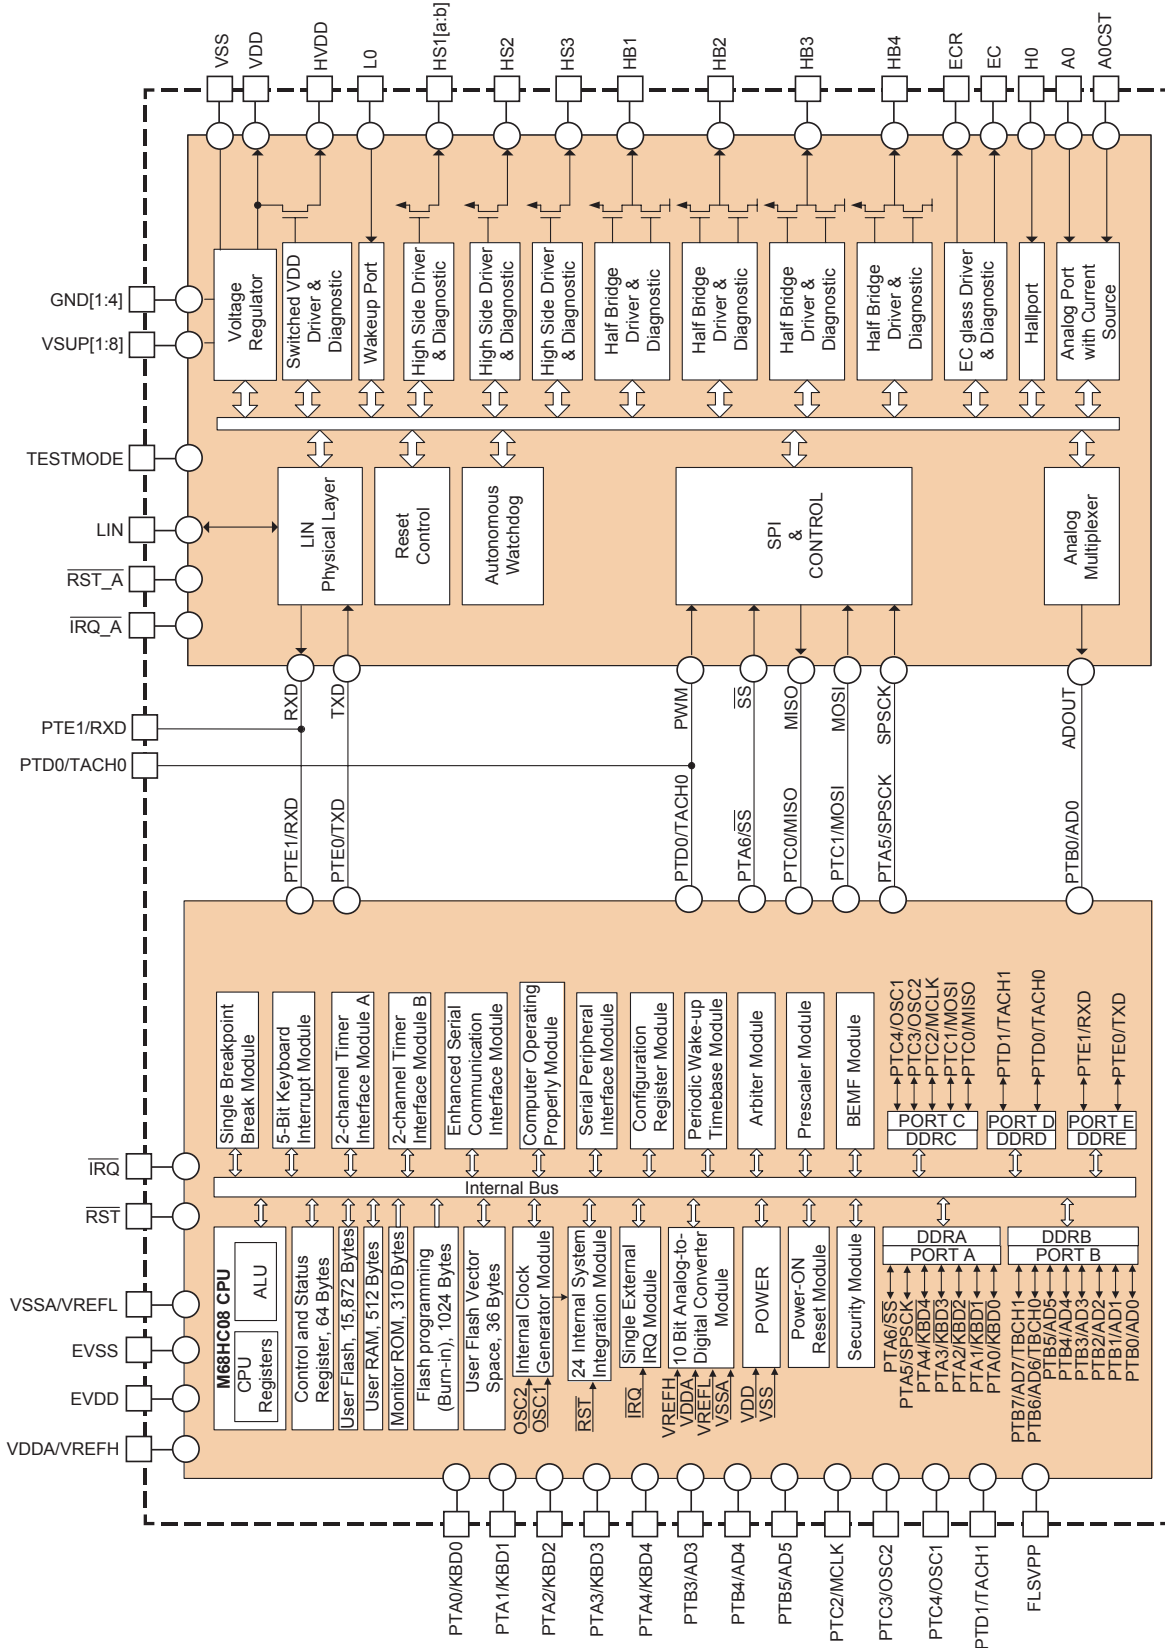 VSS
VDD
HVDD
L0
HS1[a:b]
HS2
HS3
HB1
HB2
HB3
HB4
ECR
EC
H0
A0
A0CST
GND[1:4]
VSUP[1:8]
TESTMODE
LIN
RST_A
IRQ_A
PTE1/RXD
PTD0/TACH0
Voltage
Regulator
Switched VDD
Driver &
Diagnostic
Wakeup Port
High Side Driver
& Diagnostic
High Side Driver
& Diagnostic
High Side Driver
& Diagnostic
Half Bridge
Driver &
Diagnostic
Half Bridge
Driver &
Diagnostic
Half Bridge
Driver &
Diagnostic
Half Bridge
Driver &
Diagnostic
EC glass Driver
& Diagnostic
Hallport
Analog Port
with Current
Source
LIN
Physical Layer
Reset
Control
Autonomous
Watchdog
SPI
&
CONTROL
Analog
Multiplexer
RXD
TXD
PWM
SS
MISO
MOSI
SPSCK
ADOUT
PTE1/RXD
PTE0/TXD
PTD0/TACH0
PTA6/SS
PTC0/MISO
PTC1/MOSI
PTA5/SPSCK
PTB0/AD0
IRQ
RST
VSSA/VREFL
EVSS
EVDD
VDDA/VREFH
Single Breakpoint
Break Module
5-Bit Keyboard
Interrupt Module
2-channel Timer
Interface Module A
2-channel Timer
Interface Module B
Enhanced Serial
Communication
Interface Module
Computer Operating
Properly Module
Serial Peripheral
Interface Module
Configuration
Register Module
Periodic Wake-up
Timebase Module
Arbiter Module
Prescaler Module
BEMF Module
PTC4/OSC1
PTC3/OSC2
PTC2/MCLK
PTC1/MOSI
PTC0/MISO
PORT C
DDRC
PTD1/TACH1
PTD0/TACH0
PORT D
DDRD
PTE1/RXD
PTE0/TXD
PORT E
DDRE
Internal Bus
M68HC08 CPU
CPU
Registers
ALU
Control and Status
Register, 64 Bytes
User Flash, 15,872 Bytes
User RAM, 512 Bytes
Monitor ROM, 310 Bytes
Flash programming
(Burn-in), 1024 Bytes
User Flash Vector
Space, 36 Bytes
OSC2
OSC1
Internal Clock
Generator Module
RST
24 Internal System
Integration Module
IRQ
Single External
IRQ Module
VREFH
VDDA
VREFL
VSSA
10 Bit Analog-to-
Digital Converter
Module
VDD
VSS
POWER
Power-ON
Reset Module
Security Module
DDRA
PORT A
PTA6/SS
PTA5/SPSCK
PTA4/KBD4
PTA3/KBD3
PTA2/KBD2
PTA1/KBD1
PTA0/KBD0
DDRB
PORT B
PTB7/AD7/TBCH1
PTB6/AD6/TBCH0
PTB5/AD5
PTB4/AD4
PTB3/AD3
PTB2/AD2
PTB1/AD1
PTB0/AD0
PTA0/KBD0
PTA1/KBD1
PTA2/KBD2
PTA3/KBD3
PTA4/KBD4
PTB3/AD3
PTB4/AD4
PTB5/AD5
PTC2/MCLK
PTC3/OSC2
PTC4/OSC1
PTD1/TACH1
FLSVPP